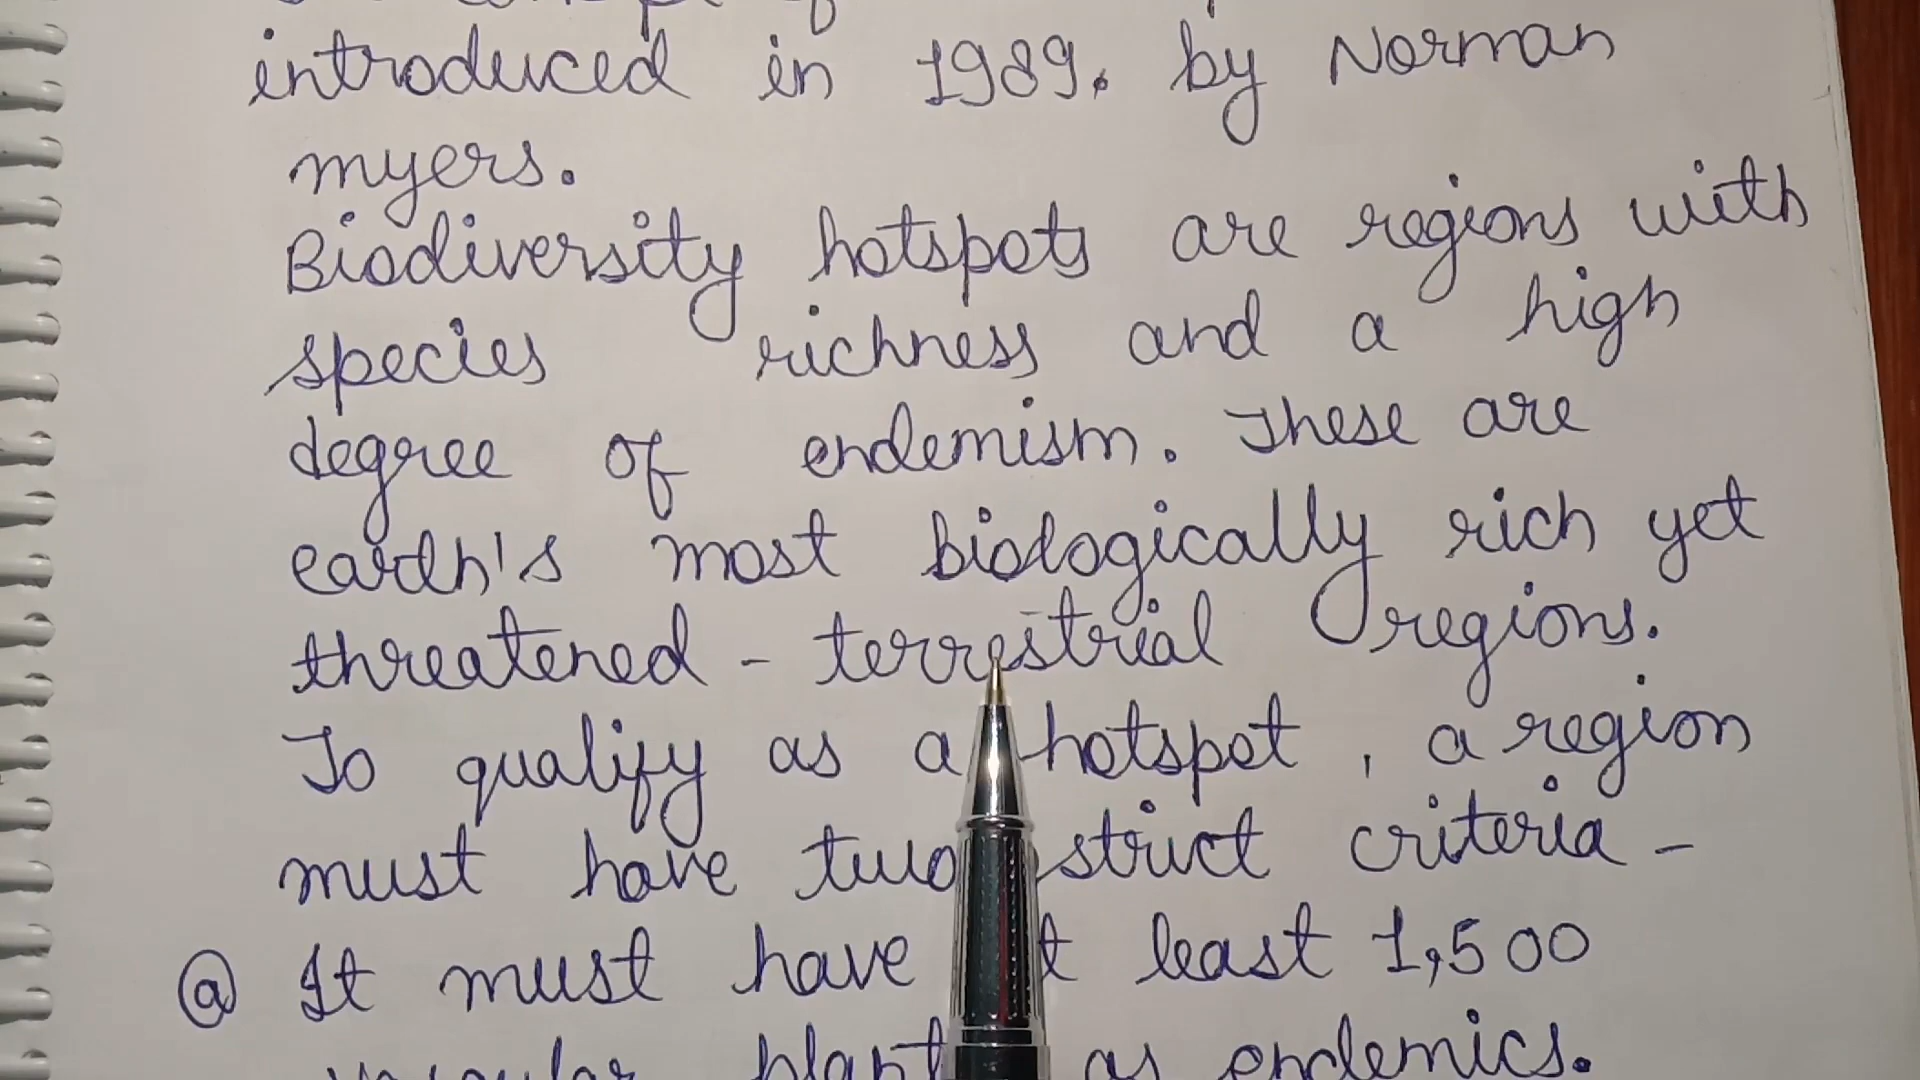 introduced in 1989. by Norman
myers.
Biodiversity hotspots are regions with
species richness and a high
degree of endemism. These are
earth's most biologically rich yet
threatened - terrestrial regions.
To qualify as a hotspot, a region
must have two strict criteria -
@ It must have least 1,500
as endemics.